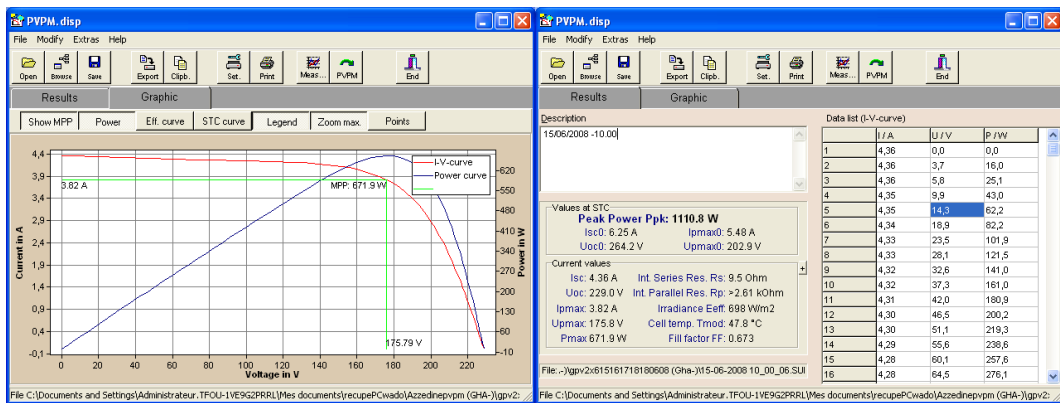 PVPM.disp
File Modify Extras Help
Open Browse Save Export Clipb. Set. Print Meas... PVPM End
Results Graphic
Show MPP Power Eff. curve STC curve Legend Zoom max. Points
I-V-curve
Power curve
3.82 A
MPP: 671.9 W
175.79 V
Current in A
4,4
3,9
3,4
2,9
2,4
1,9
1,4
0,9
0,4
-0,1
Power in W
620
550
480
410
340
270
200
130
60
-10
0 20 40 60 80 100 120 140 160 180 200 220
Voltage in V
File C:\Documents and Settings\Administrateur.TFOU-1VE9G2PRRL\Mes documents\recupePCwado\Azzedinepvpm (GHA-)\gpv2:
PVPM.disp
File Modify Extras Help
Open Browse Save Export Clipb. Set. Print Meas... PVPM End
Results Graphic
Description
15/06/2008 -10.00
Values at STC
Peak Power Ppk: 1110.8 W
Isc0: 6.25 A Ipmax0: 5.48 A
Uoc0: 264.2 V Upmax0: 202.9 V
Current values
Isc: 4.36 A Int. Series Res. Rs: 9.5 Ohm
Uoc: 229.0 V Int. Parallel Res. Rp: >2.61 kOhm
Ipmax: 3.82 A Irradiance Eeff: 698 W/m2
Upmax: 175.8 V Cell temp. Tmod: 47.8 °C
Pmax 671.9 W Fill factor FF: 0.673
+
File:.-)\gpv2x615161718180608 (Gha-)\15-06-2008 10_00_06.SUI
Data list (I-V-curve)
I / A U / V P / W
1 4,36 0,0 0,0
2 4,36 3,7 16,0
3 4,36 5,8 25,1
4 4,35 9,9 43,0
5 4,35 14,3 62,2
6 4,34 18,9 82,2
7 4,33 23,5 101,9
8 4,33 28,1 121,5
9 4,32 32,6 141,0
10 4,32 37,3 161,0
11 4,31 42,0 180,9
12 4,30 46,5 200,2
13 4,30 51,1 219,3
14 4,29 55,6 238,6
15 4,28 60,1 257,6
16 4,28 64,5 276,1
File C:\Documents and Settings\Administrateur.TFOU-1VE9G2PRRL\Mes documents\recupePCwado\Azzedinepvpm (GHA-)\gpv2: